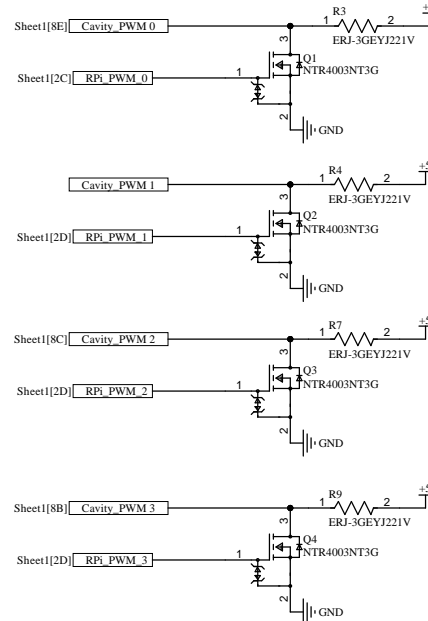 R3
Sheet1[8E] Cavity_PWM 0 1 2
3
Q1
NTR4003NT3G
ERJ-3GEYJ221V
Sheet1[2C] RPi_PWM_0 1
2
GND
R4
Cavity_PWM 1 1 2
3
ERJ-3GEYJ221V
Q2
NTR4003NT3G
Sheet1[2D] RPi_PWM_1 1
2
GND
R7
Sheet1[8C] Cavity_PWM 2 1 2
3
ERJ-3GEYJ221V
Q3
NTR4003NT3G
Sheet1[2D] RPi_PWM_2 1
2
GND
R9
Sheet1[8B] Cavity_PWM 3 1 2
3
ERJ-3GEYJ221V
Q4
NTR4003NT3G
Sheet1[2D] RPi_PWM_3 1
2
GND